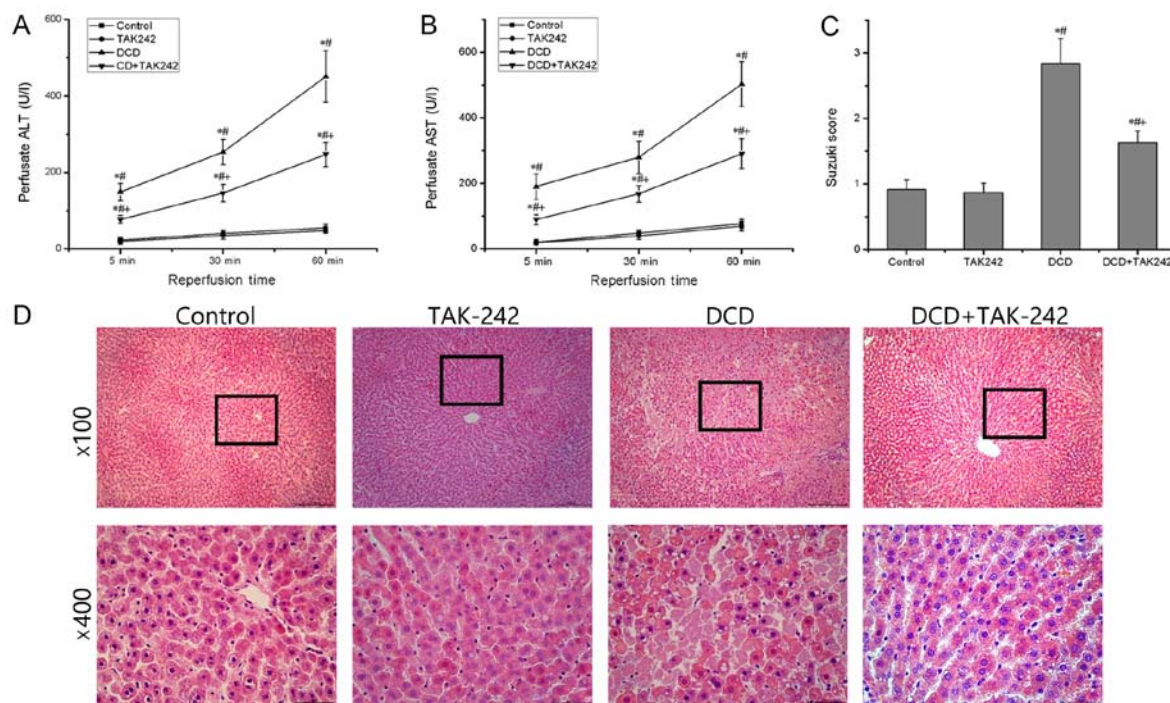 A
Control
TAK242
DCD
CD+TAK242
Perfusate ALT (U/l)
600
400
200
0
*#
*#
*#
*#+
*#+
*#+
5 min
30 min
60 min
Reperfusion time
B
Control
TAK242
DCD
DCD+TAK242
Perfusate AST (U/l)
600
400
200
0
*#
*#
*#
*#+
*#+
*#+
5 min
30 min
60 min
Reperfusion time
C
Suzuki score
3
2
1
0
*#
*#+
Control
TAK242
DCD
DCD+TAK242
D
Control
TAK-242
DCD
DCD+TAK-242
x100
x400